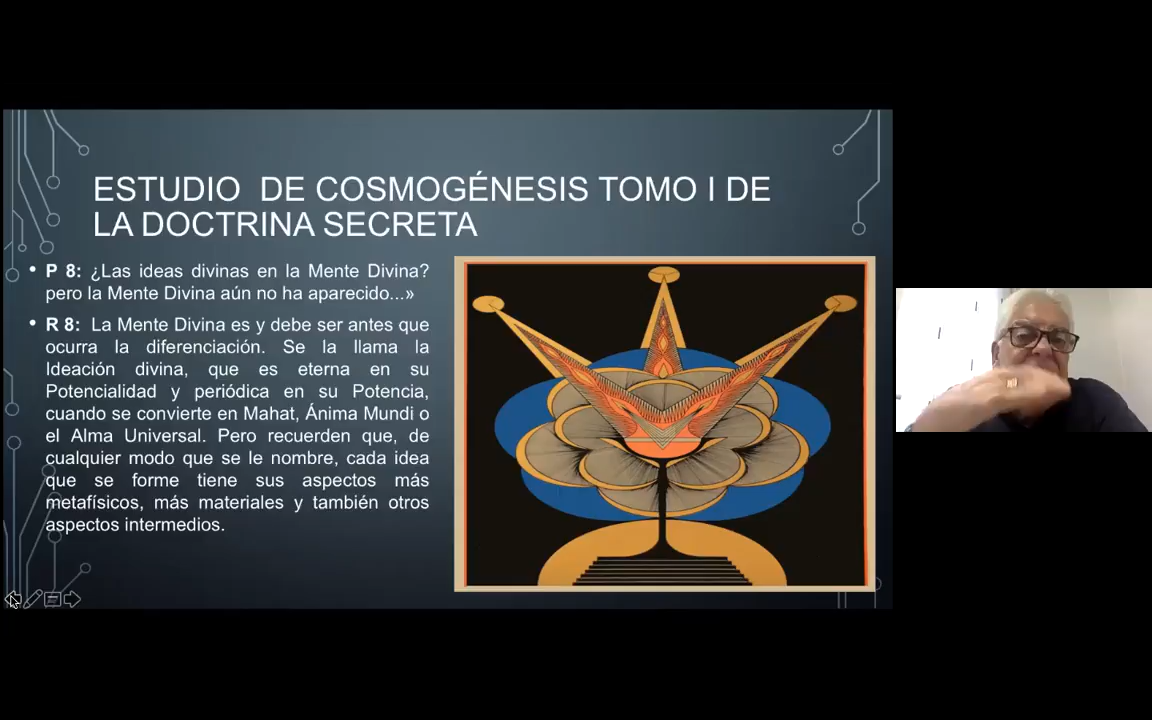 ESTUDIO DE COSMOGÉNESIS TOMO I DE
LA DOCTRINA SECRETA
• P 8: ¿Las ideas divinas en la Mente Divina?
pero la Mente Divina aún no ha aparecido...»
• R 8: La Mente Divina es y debe ser antes que
ocurra la diferenciación. Se la llama la
Ideación divina, que es eterna en su
Potencialidad y periódica en su Potencia,
cuando se convierte en Mahat, Ánima Mundi o
el Alma Universal. Pero recuerden que, de
cualquier modo que se le nombre, cada idea
que se forme tiene sus aspectos más
metafísicos, más materiales y también otros
aspectos intermedios.